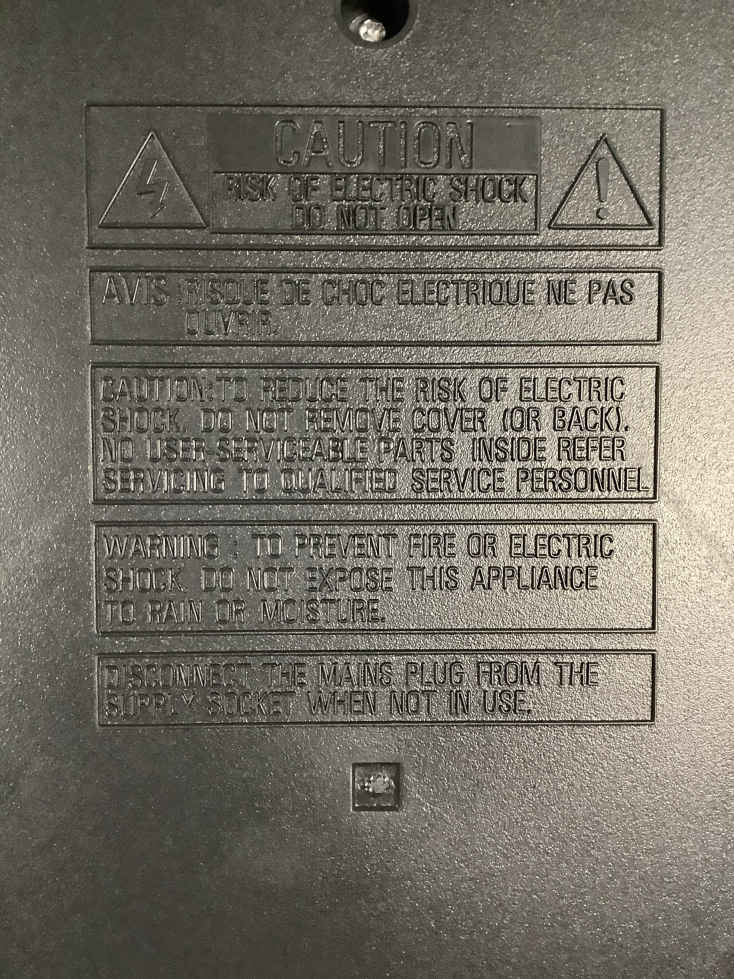 CAUTION
RISK OF ELECTRIC SHOCK
DO NOT OPEN
AVIS : RISQUE DE CHOC ELECTRIQUE NE PAS
OUVRIR.
CAUTION: TO REDUCE THE RISK OF ELECTRIC
SHOCK, DO NOT REMOVE COVER (OR BACK).
NO USER-SERVICEABLE PARTS INSIDE REFER
SERVICING TO QUALIFIED SERVICE PERSONNEL
WARNING : TO PREVENT FIRE OR ELECTRIC
SHOCK, DO NOT EXPOSE THIS APPLIANCE
TO RAIN OR MOISTURE.
DISCONNECT THE MAINS PLUG FROM THE
SUPPLY SOCKET WHEN NOT IN USE.